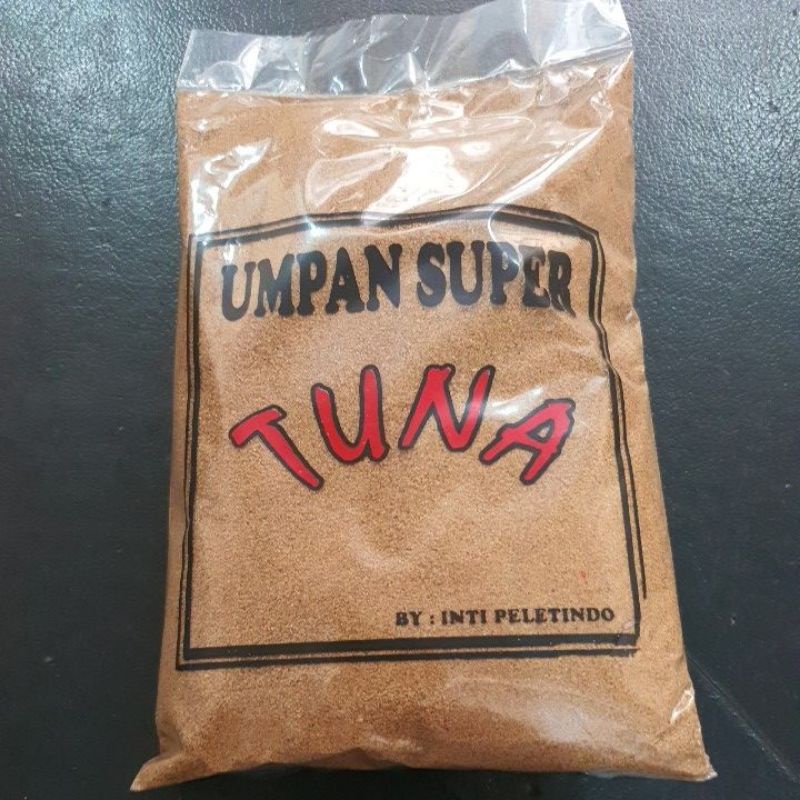 UMPAN SUPER
TUNA
BY : INTI PELETINDO